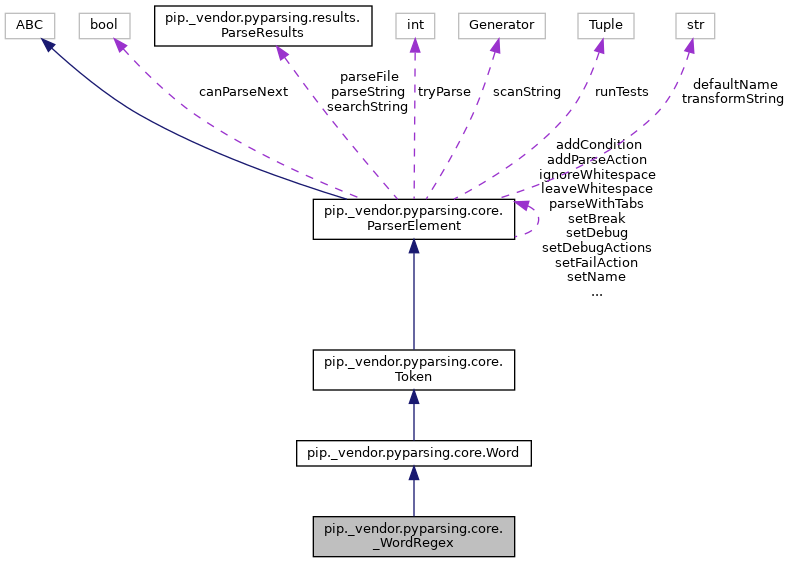 ABC
bool
pip._vendor.pyparsing.results.
ParseResults
int
Generator
Tuple
str
canParseNext
parseFile
parseString
searchString
tryParse
scanString
runTests
defaultName
transformString
addCondition
addParseAction
ignoreWhitespace
leaveWhitespace
parseWithTabs
setBreak
setDebug
setDebugActions
setFailAction
setName
...
pip._vendor.pyparsing.core.
ParserElement
pip._vendor.pyparsing.core.
Token
pip._vendor.pyparsing.core.Word
pip._vendor.pyparsing.core.
_WordRegex